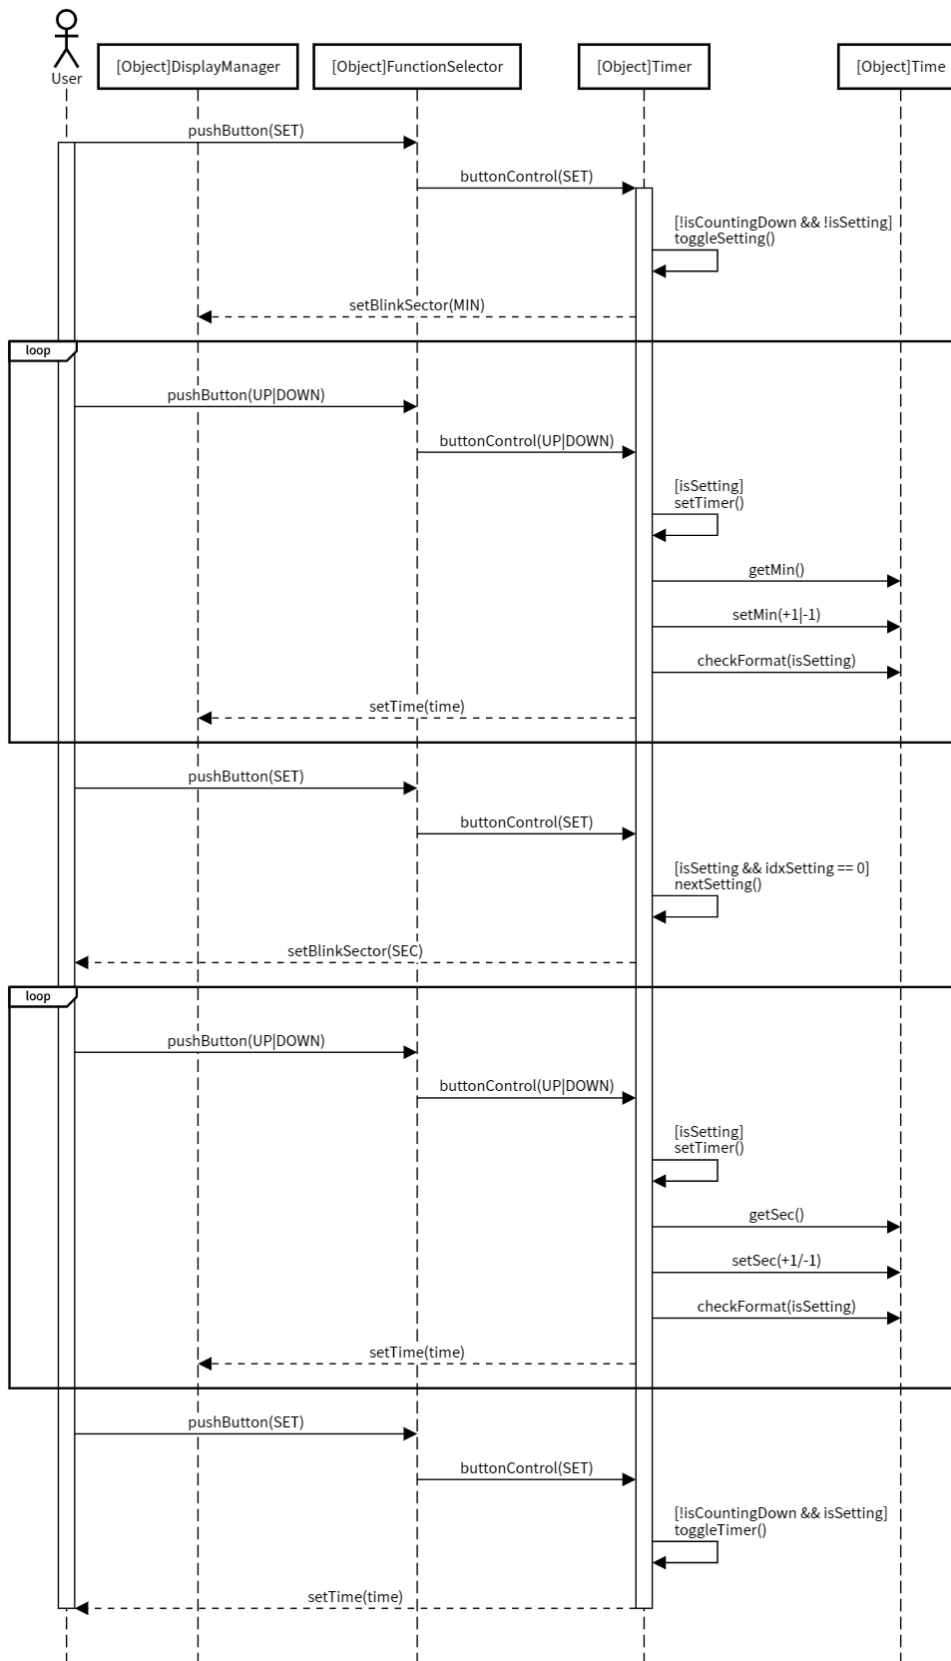 User
[Object]DisplayManager
[Object]FunctionSelector
[Object]Timer
[Object]Time
pushButton(SET)
buttonControl(SET)
[!isCountingDown && !isSetting]
toggleSetting()
setBlinkSector(MIN)
loop
pushButton(UP|DOWN)
buttonControl(UP|DOWN)
[isSetting]
setTimer()
getMin()
setMin(+1|-1)
checkFormat(isSetting)
setTime(time)
pushButton(SET)
buttonControl(SET)
[isSetting && idxSetting == 0]
nextSetting()
setBlinkSector(SEC)
loop
pushButton(UP|DOWN)
buttonControl(UP|DOWN)
[isSetting]
setTimer()
getSec()
setSec(+1/-1)
checkFormat(isSetting)
setTime(time)
pushButton(SET)
buttonControl(SET)
[!isCountingDown && isSetting]
toggleTimer()
setTime(time)